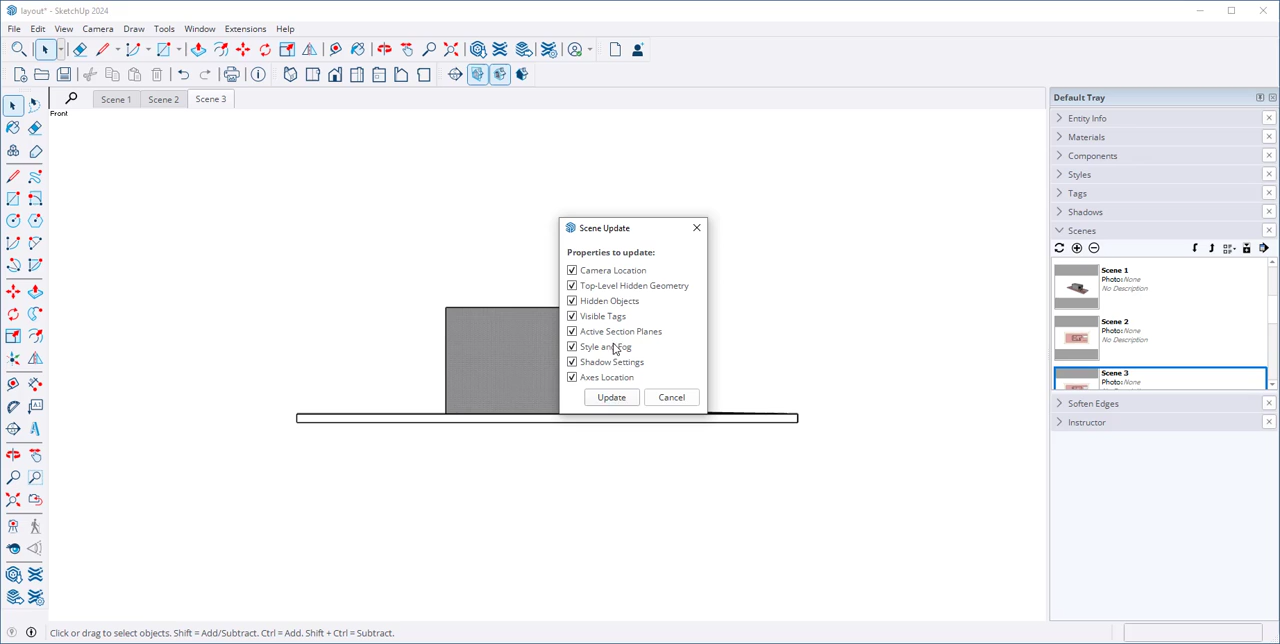 layout* - SketchUp 2024
File Edit View Camera Draw Tools Window Extensions Help
Scene 1 Scene 2 Scene 3
Front
Default Tray
Entity Info
Materials
Components
Styles
Tags
Shadows
Scenes
Scene 1
Photo: None
No Description
Scene 2
Photo: None
No Description
Scene 3
Photo: None
Soften Edges
Instructor
Scene Update
Properties to update:
Camera Location
Top-Level Hidden Geometry
Hidden Objects
Visible Tags
Active Section Planes
Style and Fog
Shadow Settings
Axes Location
Update Cancel
Click or drag to select objects. Shift = Add/Subtract. Ctrl = Add. Shift + Ctrl = Subtract.